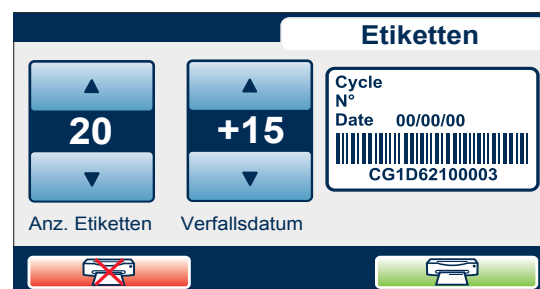 Etiketten
20
+15
Cycle
N°
Date 00/00/00
CG1D62100003
Anz. Etiketten
Verfallsdatum